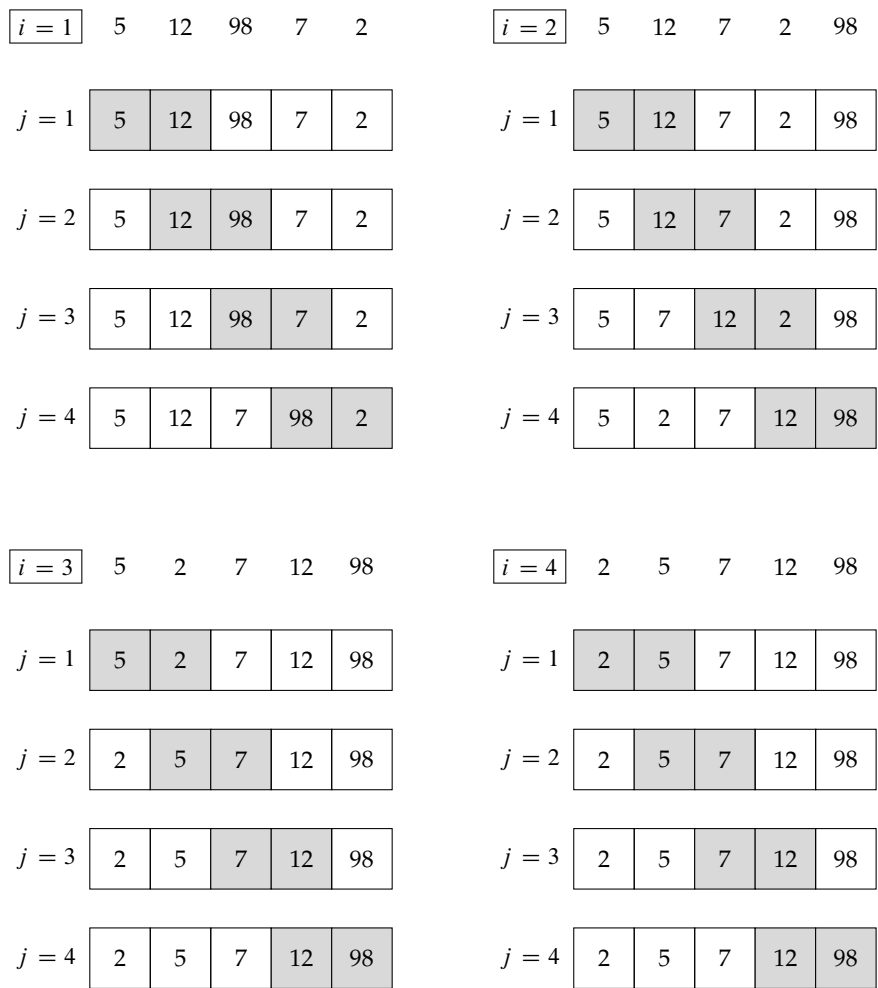 i = 1 5 12 98 7 2
j = 1 5 12 98 7 2
j = 2 5 12 98 7 2
j = 3 5 12 98 7 2
j = 4 5 12 7 98 2
i = 2 5 12 7 2 98
j = 1 5 12 7 2 98
j = 2 5 12 7 2 98
j = 3 5 7 12 2 98
j = 4 5 2 7 12 98
i = 3 5 2 7 12 98
j = 1 5 2 7 12 98
j = 2 2 5 7 12 98
j = 3 2 5 7 12 98
j = 4 2 5 7 12 98
i = 4 2 5 7 12 98
j = 1 2 5 7 12 98
j = 2 2 5 7 12 98
j = 3 2 5 7 12 98
j = 4 2 5 7 12 98